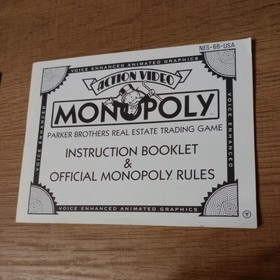 NES-6B-USA
VOICE ENHANCED ANIMATED GRAPHICS
ACTION VIDEO
MONOPOLY
PARKER BROTHERS REAL ESTATE TRADING GAME
INSTRUCTION BOOKLET
&
OFFICIAL MONOPOLY RULES
VOICE ENHANCED
VOICE ENHANCED
VOICE ENHANCED ANIMATED GRAPHICS